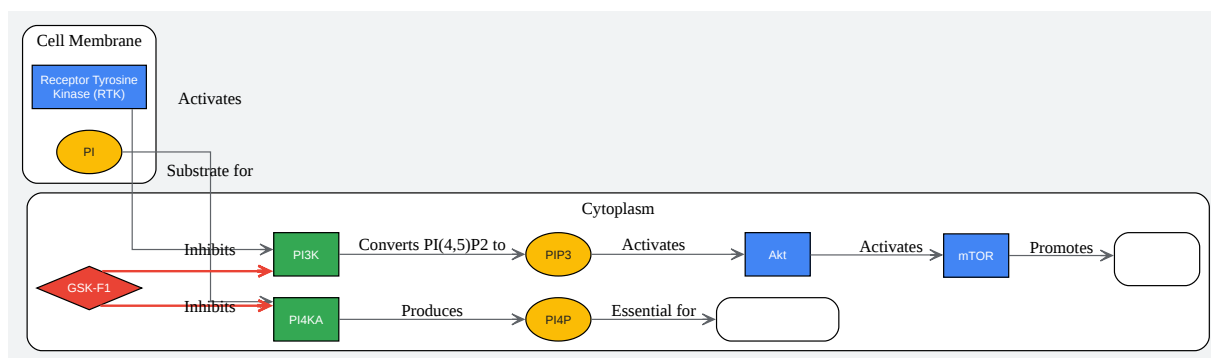 Cell Membrane
Receptor Tyrosine
Kinase (RTK)
Activates
PI
Substrate for
Cytoplasm
Inhibits
PI3K
Converts PI(4,5)P2 to
PIP3
Activates
Akt
Activates
mTOR
Promotes
GSK-F1
Inhibits
PI4KA
Produces
PI4P
Essential for